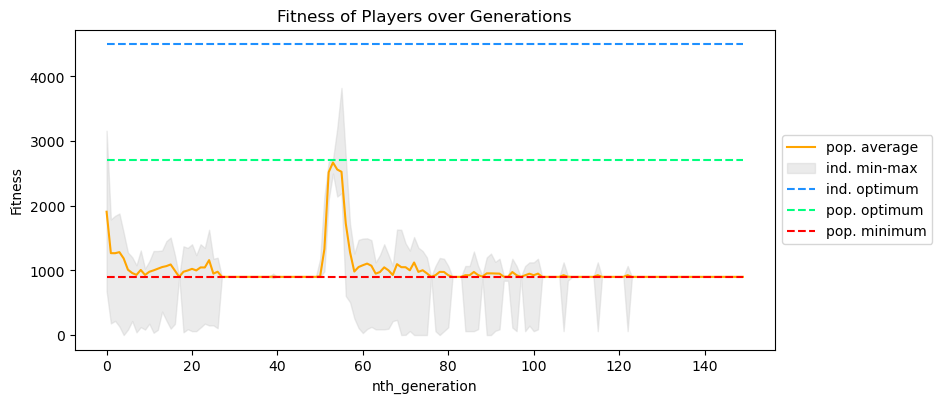 Fitness of Players over Generations
Fitness
4000
3000
2000
1000
0
0 20 40 60 80 100 120 140
nth_generation
pop. average
ind. min-max
ind. optimum
pop. optimum
pop. minimum